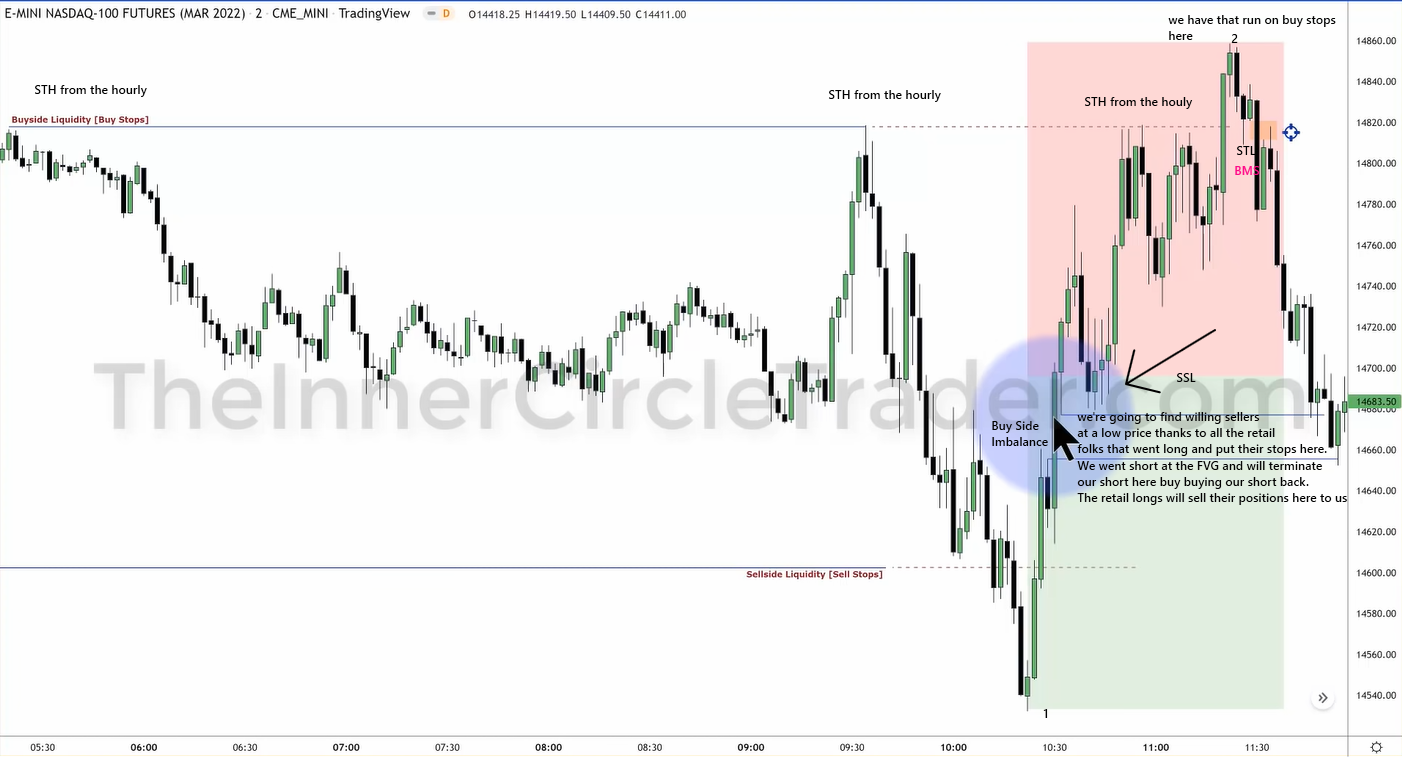 E-MINI NASDAQ-100 FUTURES (MAR 2022) · 2 · CME_MINI · TradingView D O14418.25 H14419.50 L14409.50 C14411.00
we have that run on buy stops
here
2
STH from the hourly
STH from the hourly
STH from the houly
Buyside Liquidity [Buy Stops]
STL
BMS
TheInnerCircleTrader.com
SSL
Buy Side
Imbalance
we're going to find willing sellers
at a low price thanks to all the retail
folks that went long and put their stops here.
We went short at the FVG and will terminate
our short here buy buying our short back.
The retail longs will sell their positions here to us
Sellside Liquidity [Sell Stops]
1
14860.00
14840.00
14820.00
14800.00
14780.00
14760.00
14740.00
14720.00
14700.00
14683.50
14680.00
14660.00
14640.00
14620.00
14600.00
14580.00
14560.00
14540.00
05:30 06:00 06:30 07:00 07:30 08:00 08:30 09:00 09:30 10:00 10:30 11:00 11:30